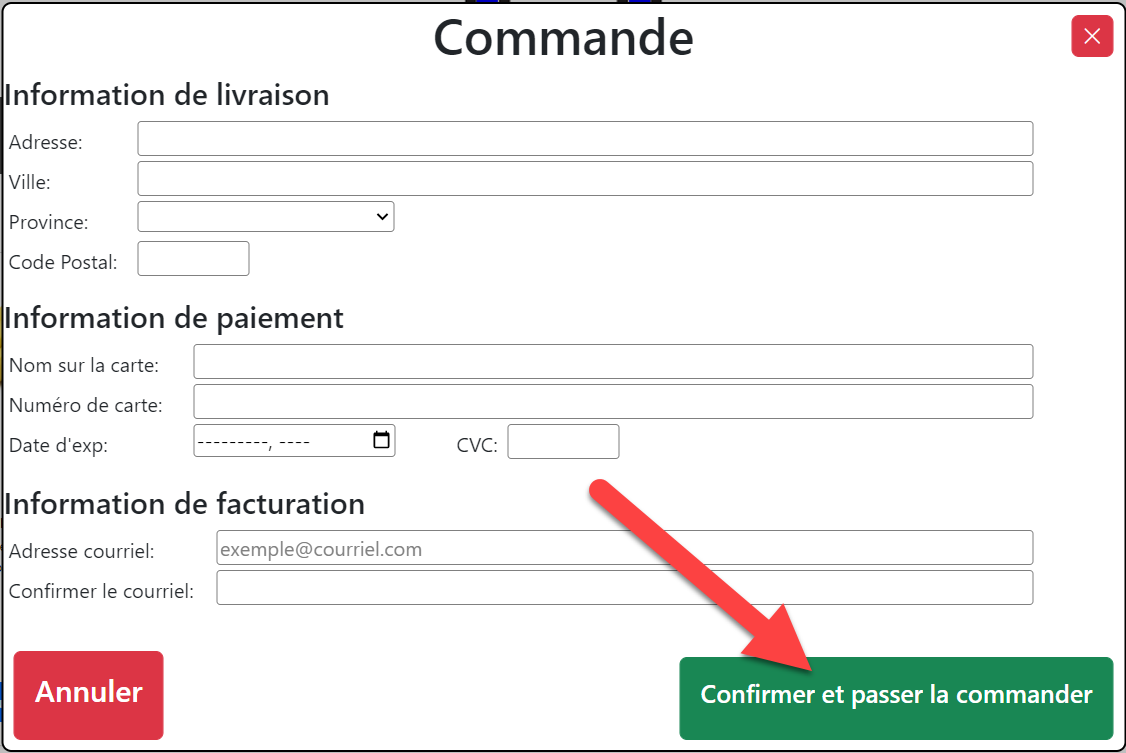 Commande
Information de livraison
Adresse:
Ville:
Province:
Code Postal:
Information de paiement
Nom sur la carte:
Numéro de carte:
Date d'exp: ---------, ---- CVC:
Information de facturation
Adresse courriel: exemple@courriel.com
Confirmer le courriel:
Annuler Confirmer et passer la commander